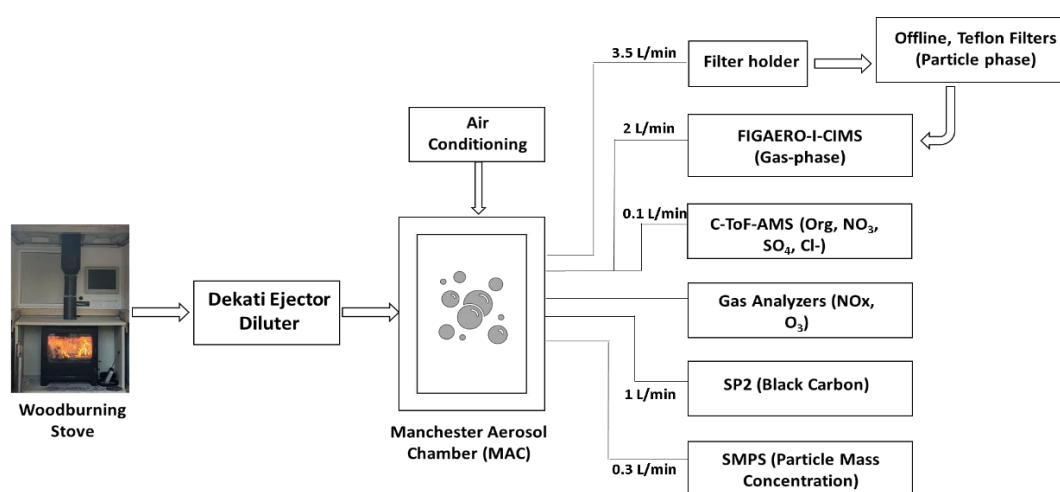 3.5 L/min
Filter holder
Offline, Teflon Filters
(Particle phase)
Air
Conditioning
2 L/min
FIGAERO-I-CIMS
(Gas-phase)
0.1 L/min
C-ToF-AMS (Org, NO₃,
SO₄, Cl-)
Dekati Ejector
Diluter
Gas Analyzers (NOx,
O₃)
SP2 (Black Carbon)
1 L/min
Woodburning
Stove
Manchester Aerosol
Chamber (MAC)
0.3 L/min
SMPS (Particle Mass
Concentration)